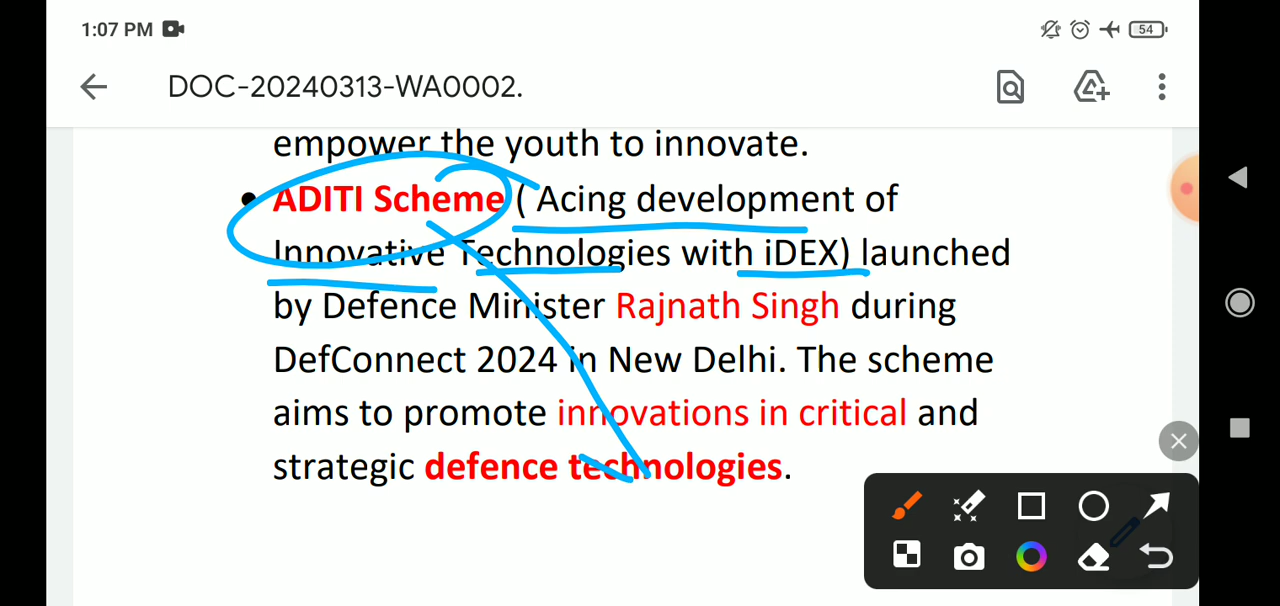 1:07 PM
54
DOC-20240313-WA0002.
empower the youth to innovate.
• ADITI Scheme ( Acing development of
Innovative Technologies with iDEX) launched
by Defence Minister Rajnath Singh during
DefConnect 2024 in New Delhi. The scheme
aims to promote innovations in critical and
strategic defence technologies.